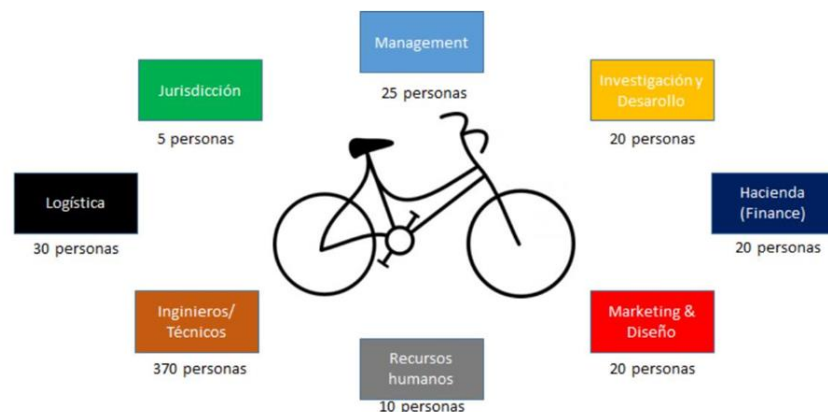 Management
25 personas
Jurisdicción
5 personas
Investigación y
Desarollo
20 personas
Logística
30 personas
Hacienda
(Finance)
20 personas
Inginieros/
Técnicos
370 personas
Marketing &
Diseño
20 personas
Recursos
humanos
10 personas